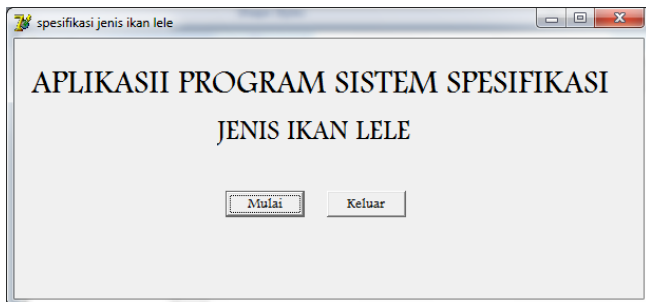 spesifikasi jenis ikan lele
APLIKASII PROGRAM SISTEM SPESIFIKASI
JENIS IKAN LELE
Mulai Keluar